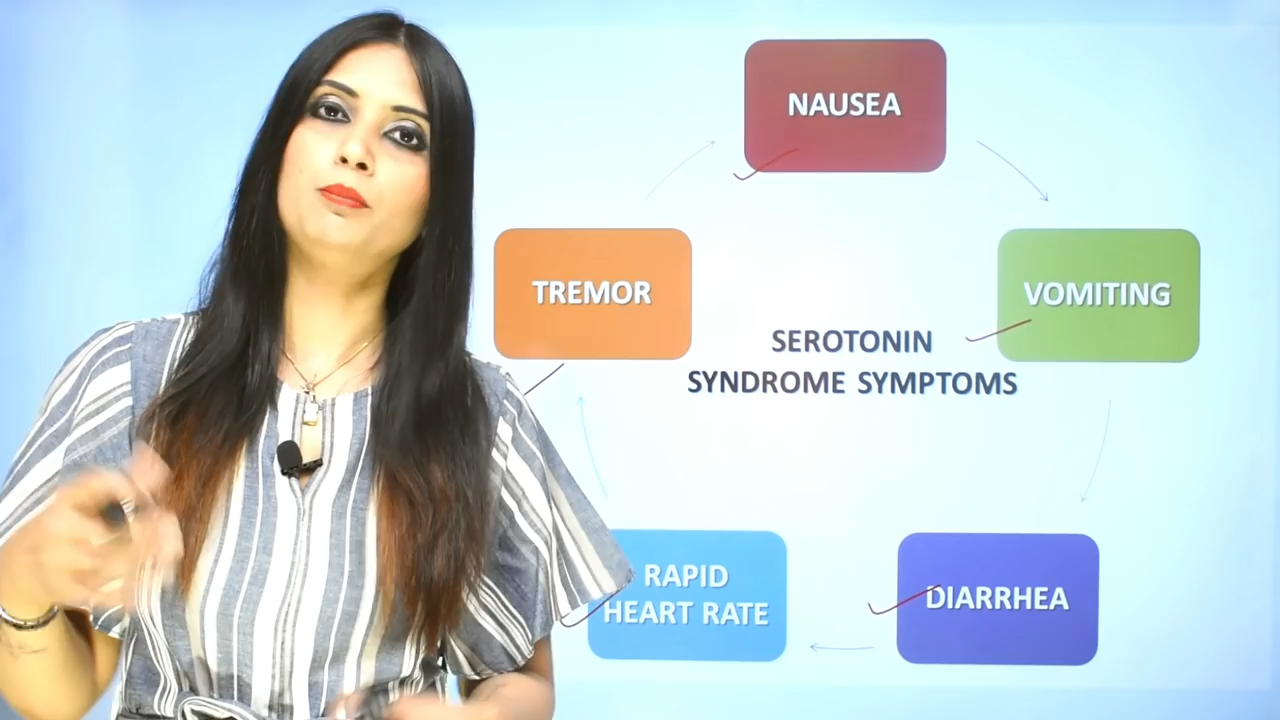 NAUSEA
VOMITING
DIARRHEA
RAPID
HEART RATE
TREMOR
SEROTONIN
SYNDROME SYMPTOMS